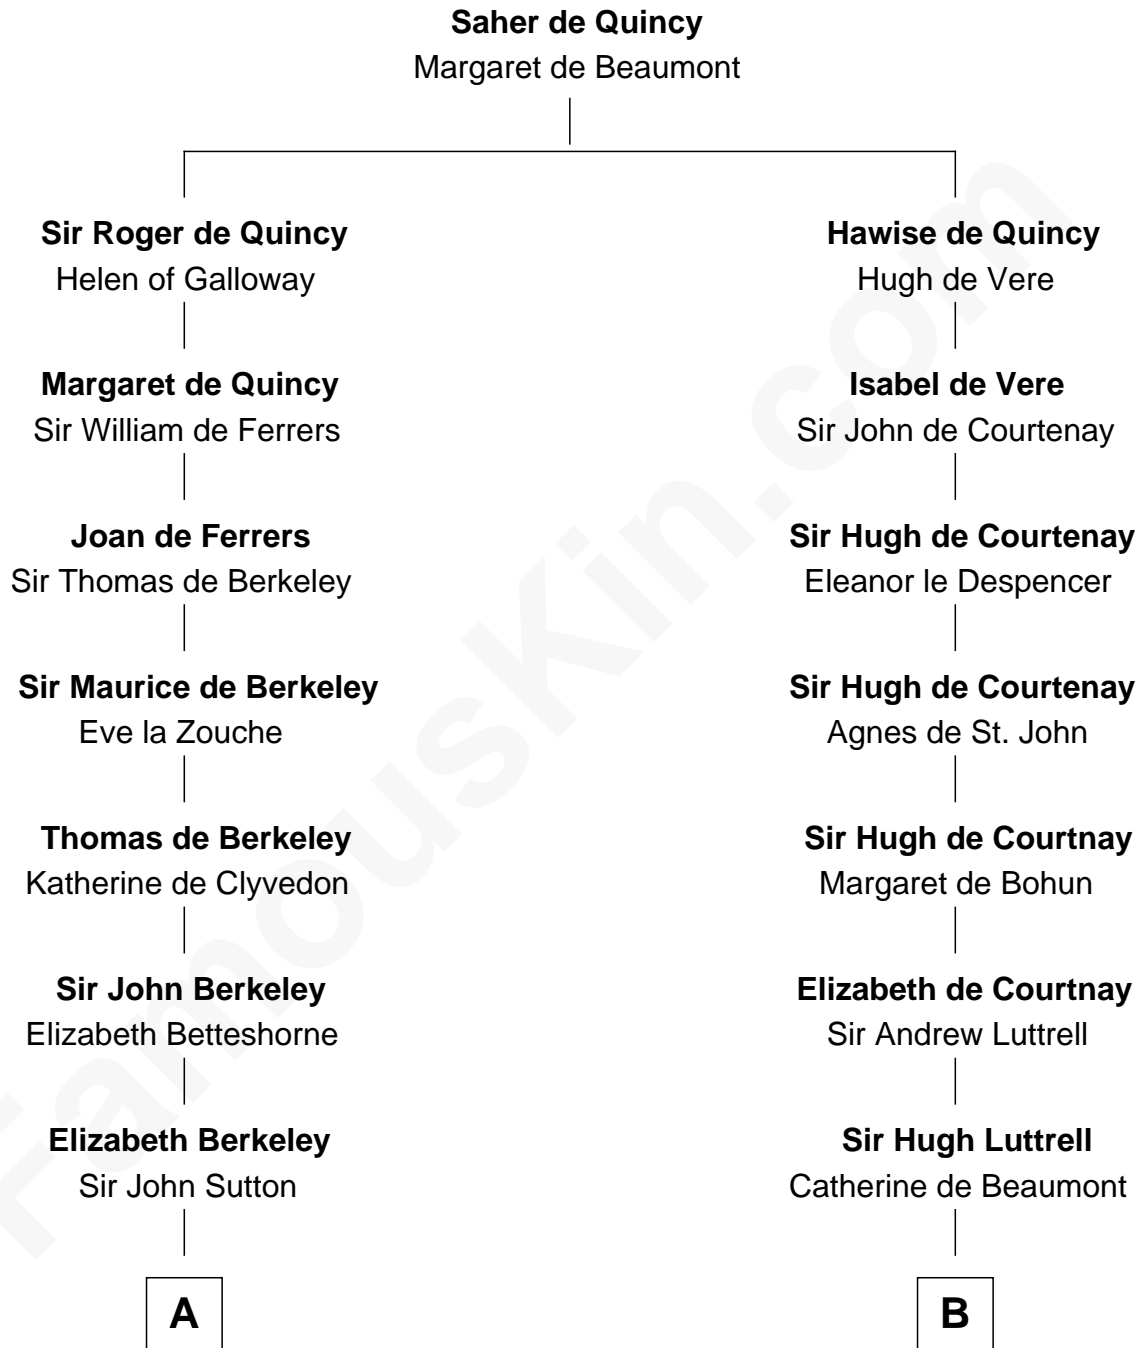 Saher de Quincy
Margaret de Beaumont
Sir Roger de Quincy
Helen of Galloway
Hawise de Quincy
Hugh de Vere
Margaret de Quincy
Sir William de Ferrers
Isabel de Vere
Sir John de Courtenay
Joan de Ferrers
Sir Thomas de Berkeley
Sir Hugh de Courtenay
Eleanor le Despencer
Sir Maurice de Berkeley
Eve la Zouche
Sir Hugh de Courtenay
Agnes de St. John
Thomas de Berkeley
Katherine de Clyvedon
Sir Hugh de Courtnay
Margaret de Bohun
Sir John Berkeley
Elizabeth Betteshorne
Elizabeth de Courtnay
Sir Andrew Luttrell
Elizabeth Berkeley
Sir John Sutton
Sir Hugh Luttrell
Catherine de Beaumont
A
B
FamousKin.com